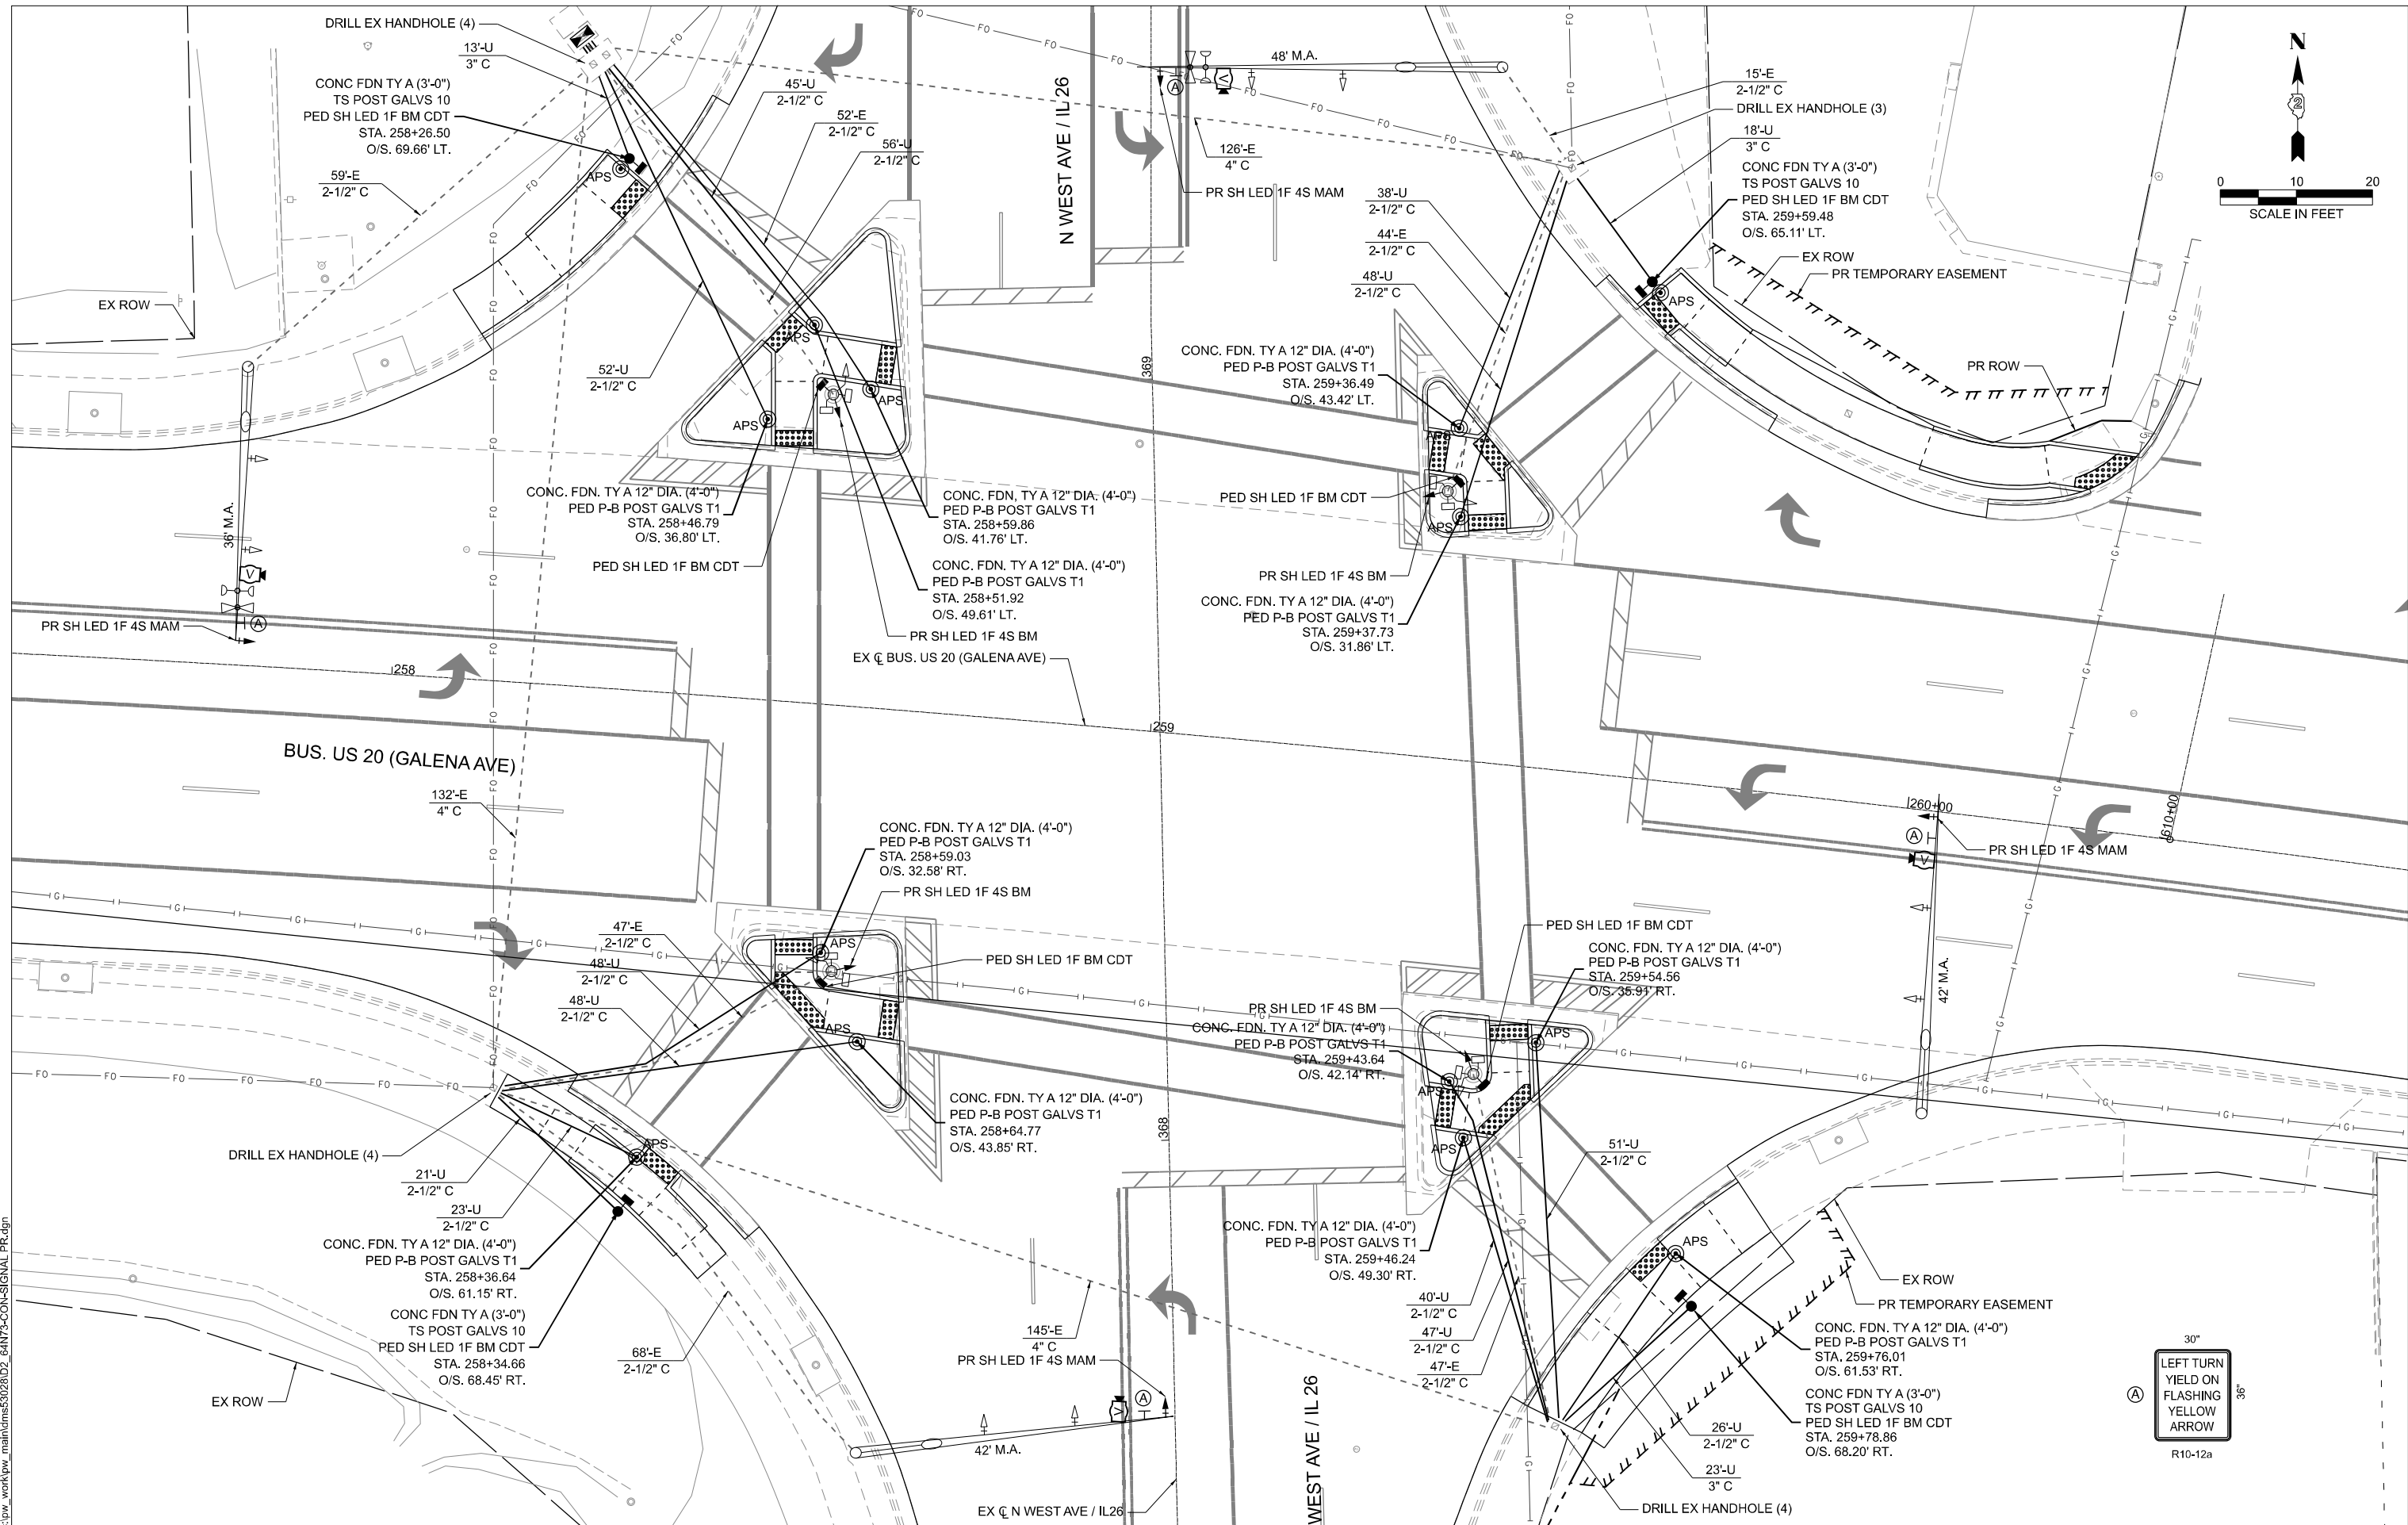 DRILL EX HANDHOLE (4)
13'-U
3" C
CONC FDN TY A (3'-0")
TS POST GALVS 10
PED SH LED 1F BM CDT
STA. 258+26.50
O/S. 69.66' LT.
59'-E
2-1/2" C
APS
EX ROW
45'-U
2-1/2" C
52'-E
2-1/2" C
56'-U
2-1/2" C
52'-U
2-1/2" C
APS
APS
APS
N WEST AVE / IL 26
369
48' M.A.
A
V
126'-E
4" C
PR SH LED 1F 4S MAM
15'-E
2-1/2" C
DRILL EX HANDHOLE (3)
18'-U
3" C
CONC FDN TY A (3'-0")
TS POST GALVS 10
PED SH LED 1F BM CDT
STA. 259+59.48
O/S. 65.11' LT.
38'-U
2-1/2" C
44'-E
2-1/2" C
48'-U
2-1/2" C
EX ROW
PR TEMPORARY EASEMENT
APS
PR ROW
N
2
0 10 20
SCALE IN FEET
CONC. FDN. TY A 12" DIA. (4'-0")
PED P-B POST GALVS T1
STA. 259+36.49
O/S. 43.42' LT.
APS
PED SH LED 1F BM CDT
APS
PR SH LED 1F 4S BM
CONC. FDN. TY A 12" DIA. (4'-0")
PED P-B POST GALVS T1
STA. 259+37.73
O/S. 31.86' LT.
CONC. FDN. TY A 12" DIA. (4'-0")
PED P-B POST GALVS T1
STA. 258+46.79
O/S. 36.80' LT.
PED SH LED 1F BM CDT
CONC. FDN, TY A 12" DIA. (4'-0")
PED P-B POST GALVS T1
STA. 258+59.86
O/S. 41.76' LT.
CONC. FDN. TY A 12" DIA. (4'-0")
PED P-B POST GALVS T1
STA. 258+51.92
O/S. 49.61' LT.
PR SH LED 1F 4S BM
EX CL BUS. US 20 (GALENA AVE)
36' M.A.
V
A
PR SH LED 1F 4S MAM
258
259
260+00
610+00
BUS. US 20 (GALENA AVE)
132'-E
4" C
A
V
PR SH LED 1F 4S MAM
42' M.A.
CONC. FDN. TY A 12" DIA. (4'-0")
PED P-B POST GALVS T1
STA. 258+59.03
O/S. 32.58' RT.
PR SH LED 1F 4S BM
47'-E
2-1/2" C
48'-U
2-1/2" C
48'-U
2-1/2" C
APS
PED SH LED 1F BM CDT
APS
PED SH LED 1F BM CDT
CONC. FDN. TY A 12" DIA. (4'-0")
PED P-B POST GALVS T1
STA. 259+54.56
O/S. 35.91' RT.
PR SH LED 1F 4S BM
CONC. FDN. TY A 12" DIA. (4'-0")
PED P-B POST GALVS T1
STA. 259+43.64
O/S. 42.14' RT.
APS
APS
APS
CONC. FDN. TY A 12" DIA. (4'-0")
PED P-B POST GALVS T1
STA. 258+64.77
O/S. 43.85' RT.
368
51'-U
2-1/2" C
DRILL EX HANDHOLE (4)
21'-U
2-1/2" C
23'-U
2-1/2" C
APS
CONC. FDN. TY A 12" DIA. (4'-0")
PED P-B POST GALVS T1
STA. 258+36.64
O/S. 61.15' RT.
CONC FDN TY A (3'-0")
TS POST GALVS 10
PED SH LED 1F BM CDT
STA. 258+34.66
O/S. 68.45' RT.
EX ROW
68'-E
2-1/2" C
CONC. FDN. TY A 12" DIA. (4'-0")
PED P-B POST GALVS T1
STA. 259+46.24
O/S. 49.30' RT.
40'-U
2-1/2" C
47'-U
2-1/2" C
47'-E
2-1/2" C
145'-E
4" C
PR SH LED 1F 4S MAM
V
A
42' M.A.
EX CL N WEST AVE / IL26
WEST AVE / IL 26
APS
EX ROW
PR TEMPORARY EASEMENT
CONC. FDN. TY A 12" DIA. (4'-0")
PED P-B POST GALVS T1
STA. 259+76.01
O/S. 61.53' RT.
CONC FDN TY A (3'-0")
TS POST GALVS 10
PED SH LED 1F BM CDT
STA. 259+78.86
O/S. 68.20' RT.
26'-U
2-1/2" C
23'-U
3" C
DRILL EX HANDHOLE (4)
30"
A
LEFT TURN
YIELD ON
FLASHING
YELLOW
ARROW
36"
R10-12a